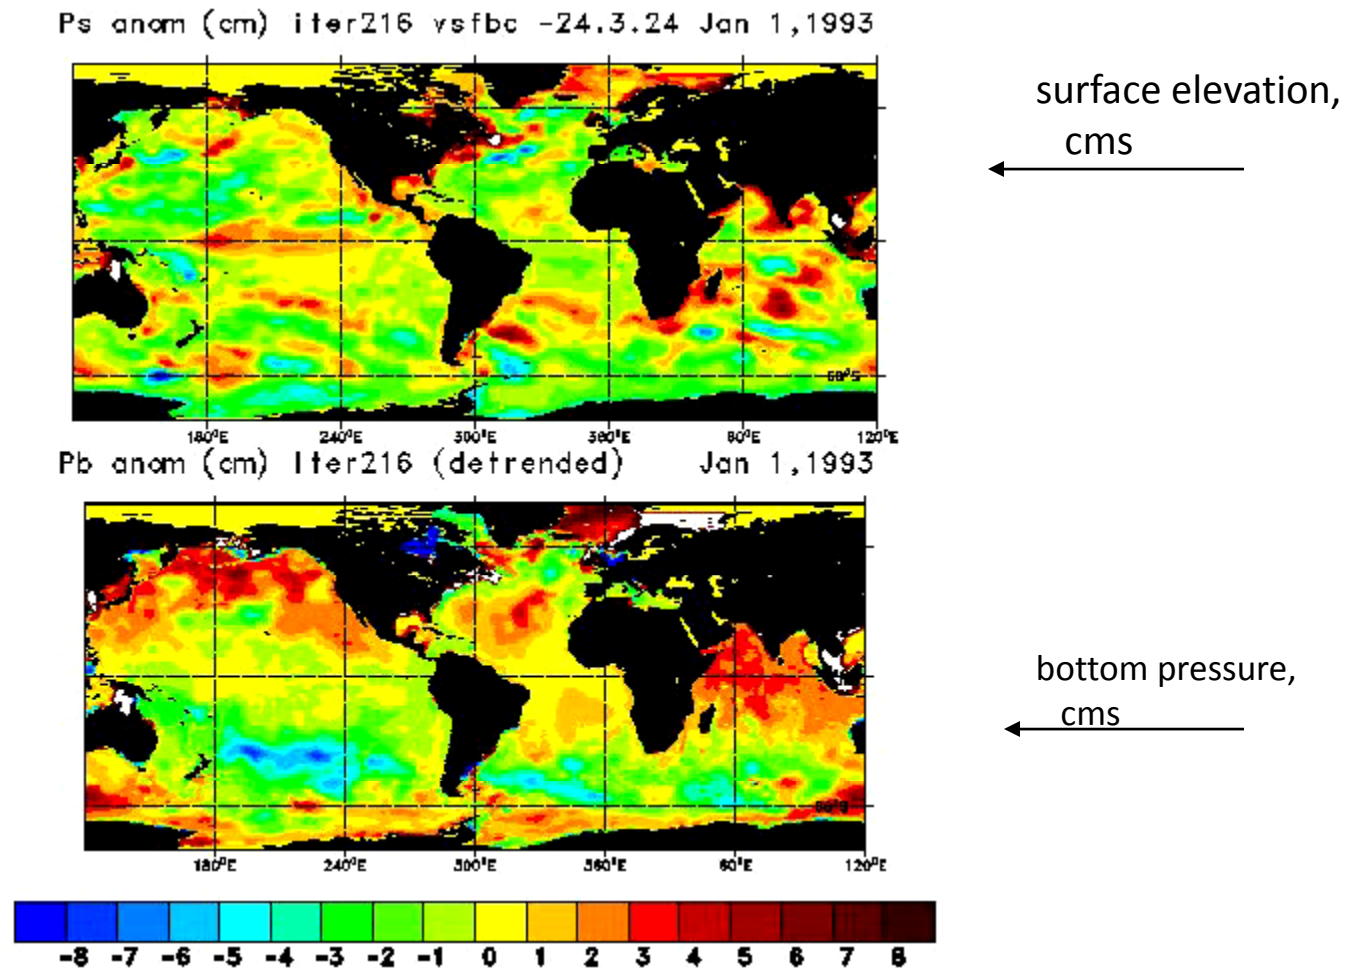 Ps anom (cm) iter216 vsfbc -24.3.24 Jan 1,1993
surface elevation,
cms
60°S
180°E 240°E 300°E 360°E 60°E 120°E
Pb anom (cm) iter216 (detrended) Jan 1,1993
bottom pressure,
cms
60°S
180°E 240°E 300°E 360°E 60°E 120°E
-8 -7 -6 -5 -4 -3 -2 -1 0 1 2 3 4 5 6 7 8